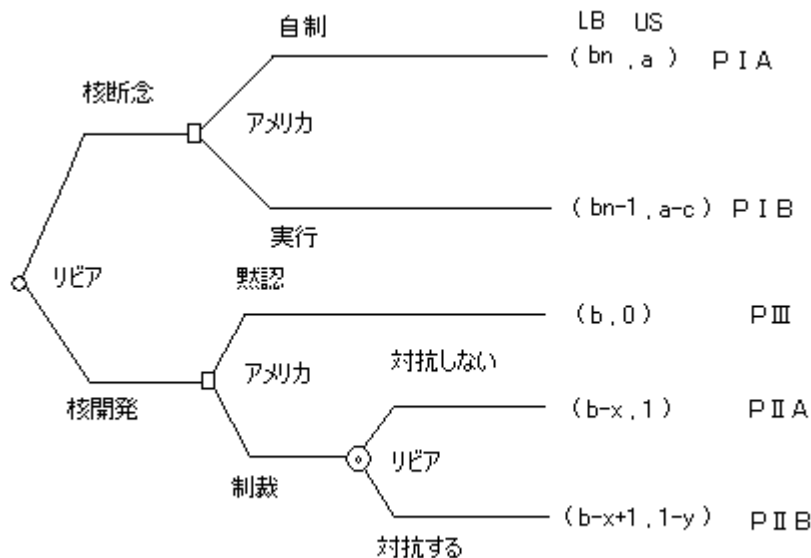 LB US
自制
(bn ,a ) PⅠA
核断念
アメリカ
(bn-1 ,a-c) PⅠB
実行
リビア
黙認
(b ,0) PⅢ
アメリカ
対抗しない
核開発
(b-x ,1) PⅡA
リビア
制裁
(b-x+1 ,1-y) PⅡB
対抗する